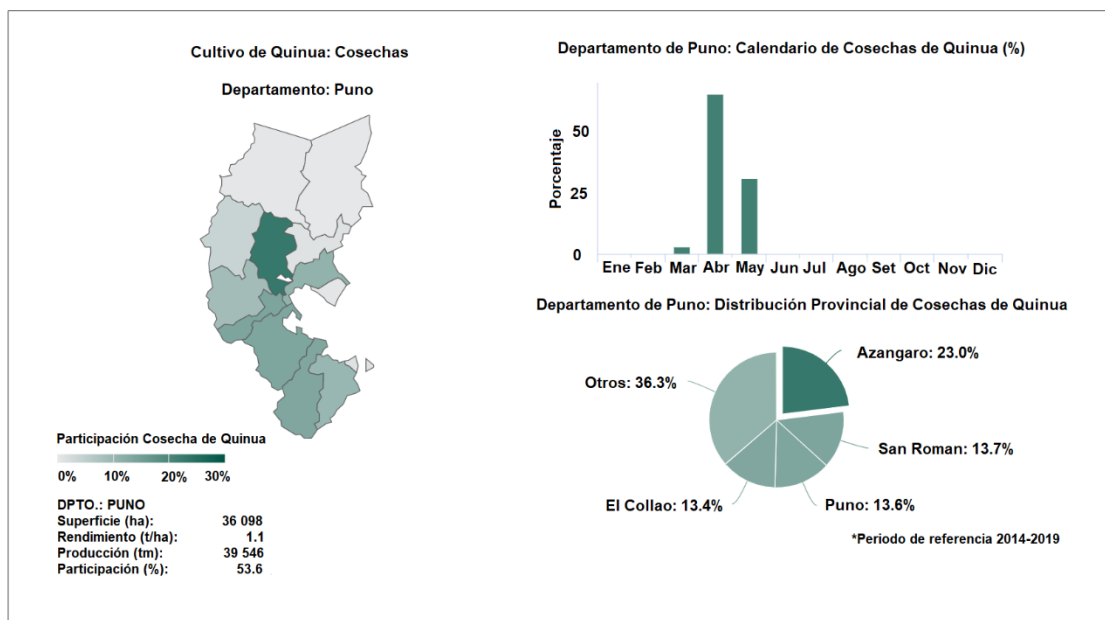 Cultivo de Quinua: Cosechas
Departamento: Puno
Participación Cosecha de Quinua
0% 10% 20% 30%
DPTO.: PUNO
Superficie (ha): 36 098
Rendimiento (t/ha): 1.1
Producción (tm): 39 546
Participación (%): 53.6
Departamento de Puno: Calendario de Cosechas de Quinua (%)
Porcentaje
50
25
0
Ene Feb Mar Abr May Jun Jul Ago Set Oct Nov Dic
Departamento de Puno: Distribución Provincial de Cosechas de Quinua
Azangaro: 23.0%
Otros: 36.3%
San Roman: 13.7%
El Collao: 13.4%
Puno: 13.6%
*Periodo de referencia 2014-2019